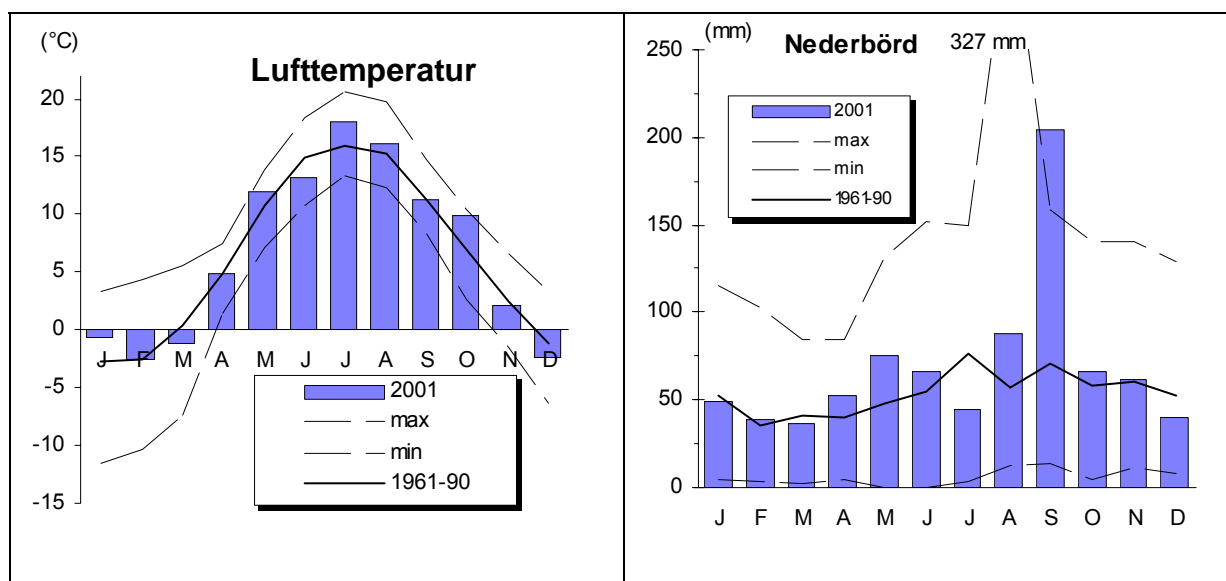 (°C)
Lufttemperatur
20
15
10
5
0
-5
-10
-15
J F M A M J J A S O N D
2001
max
min
1961-90
(mm)
Nederbörd 327 mm
250
200
150
100
50
0
2001
max
min
1961-90
J F M A M J J A S O N D